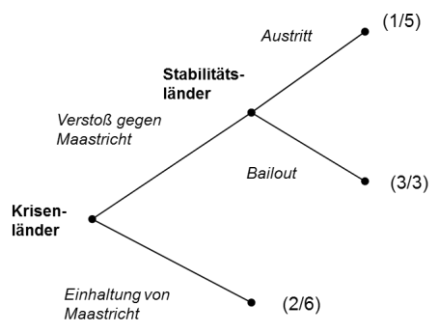 Austritt
(1/5)
Stabilitäts-
länder
Verstoß gegen
Maastricht
Bailout
(3/3)
Krisen-
länder
Einhaltung von
Maastricht
(2/6)